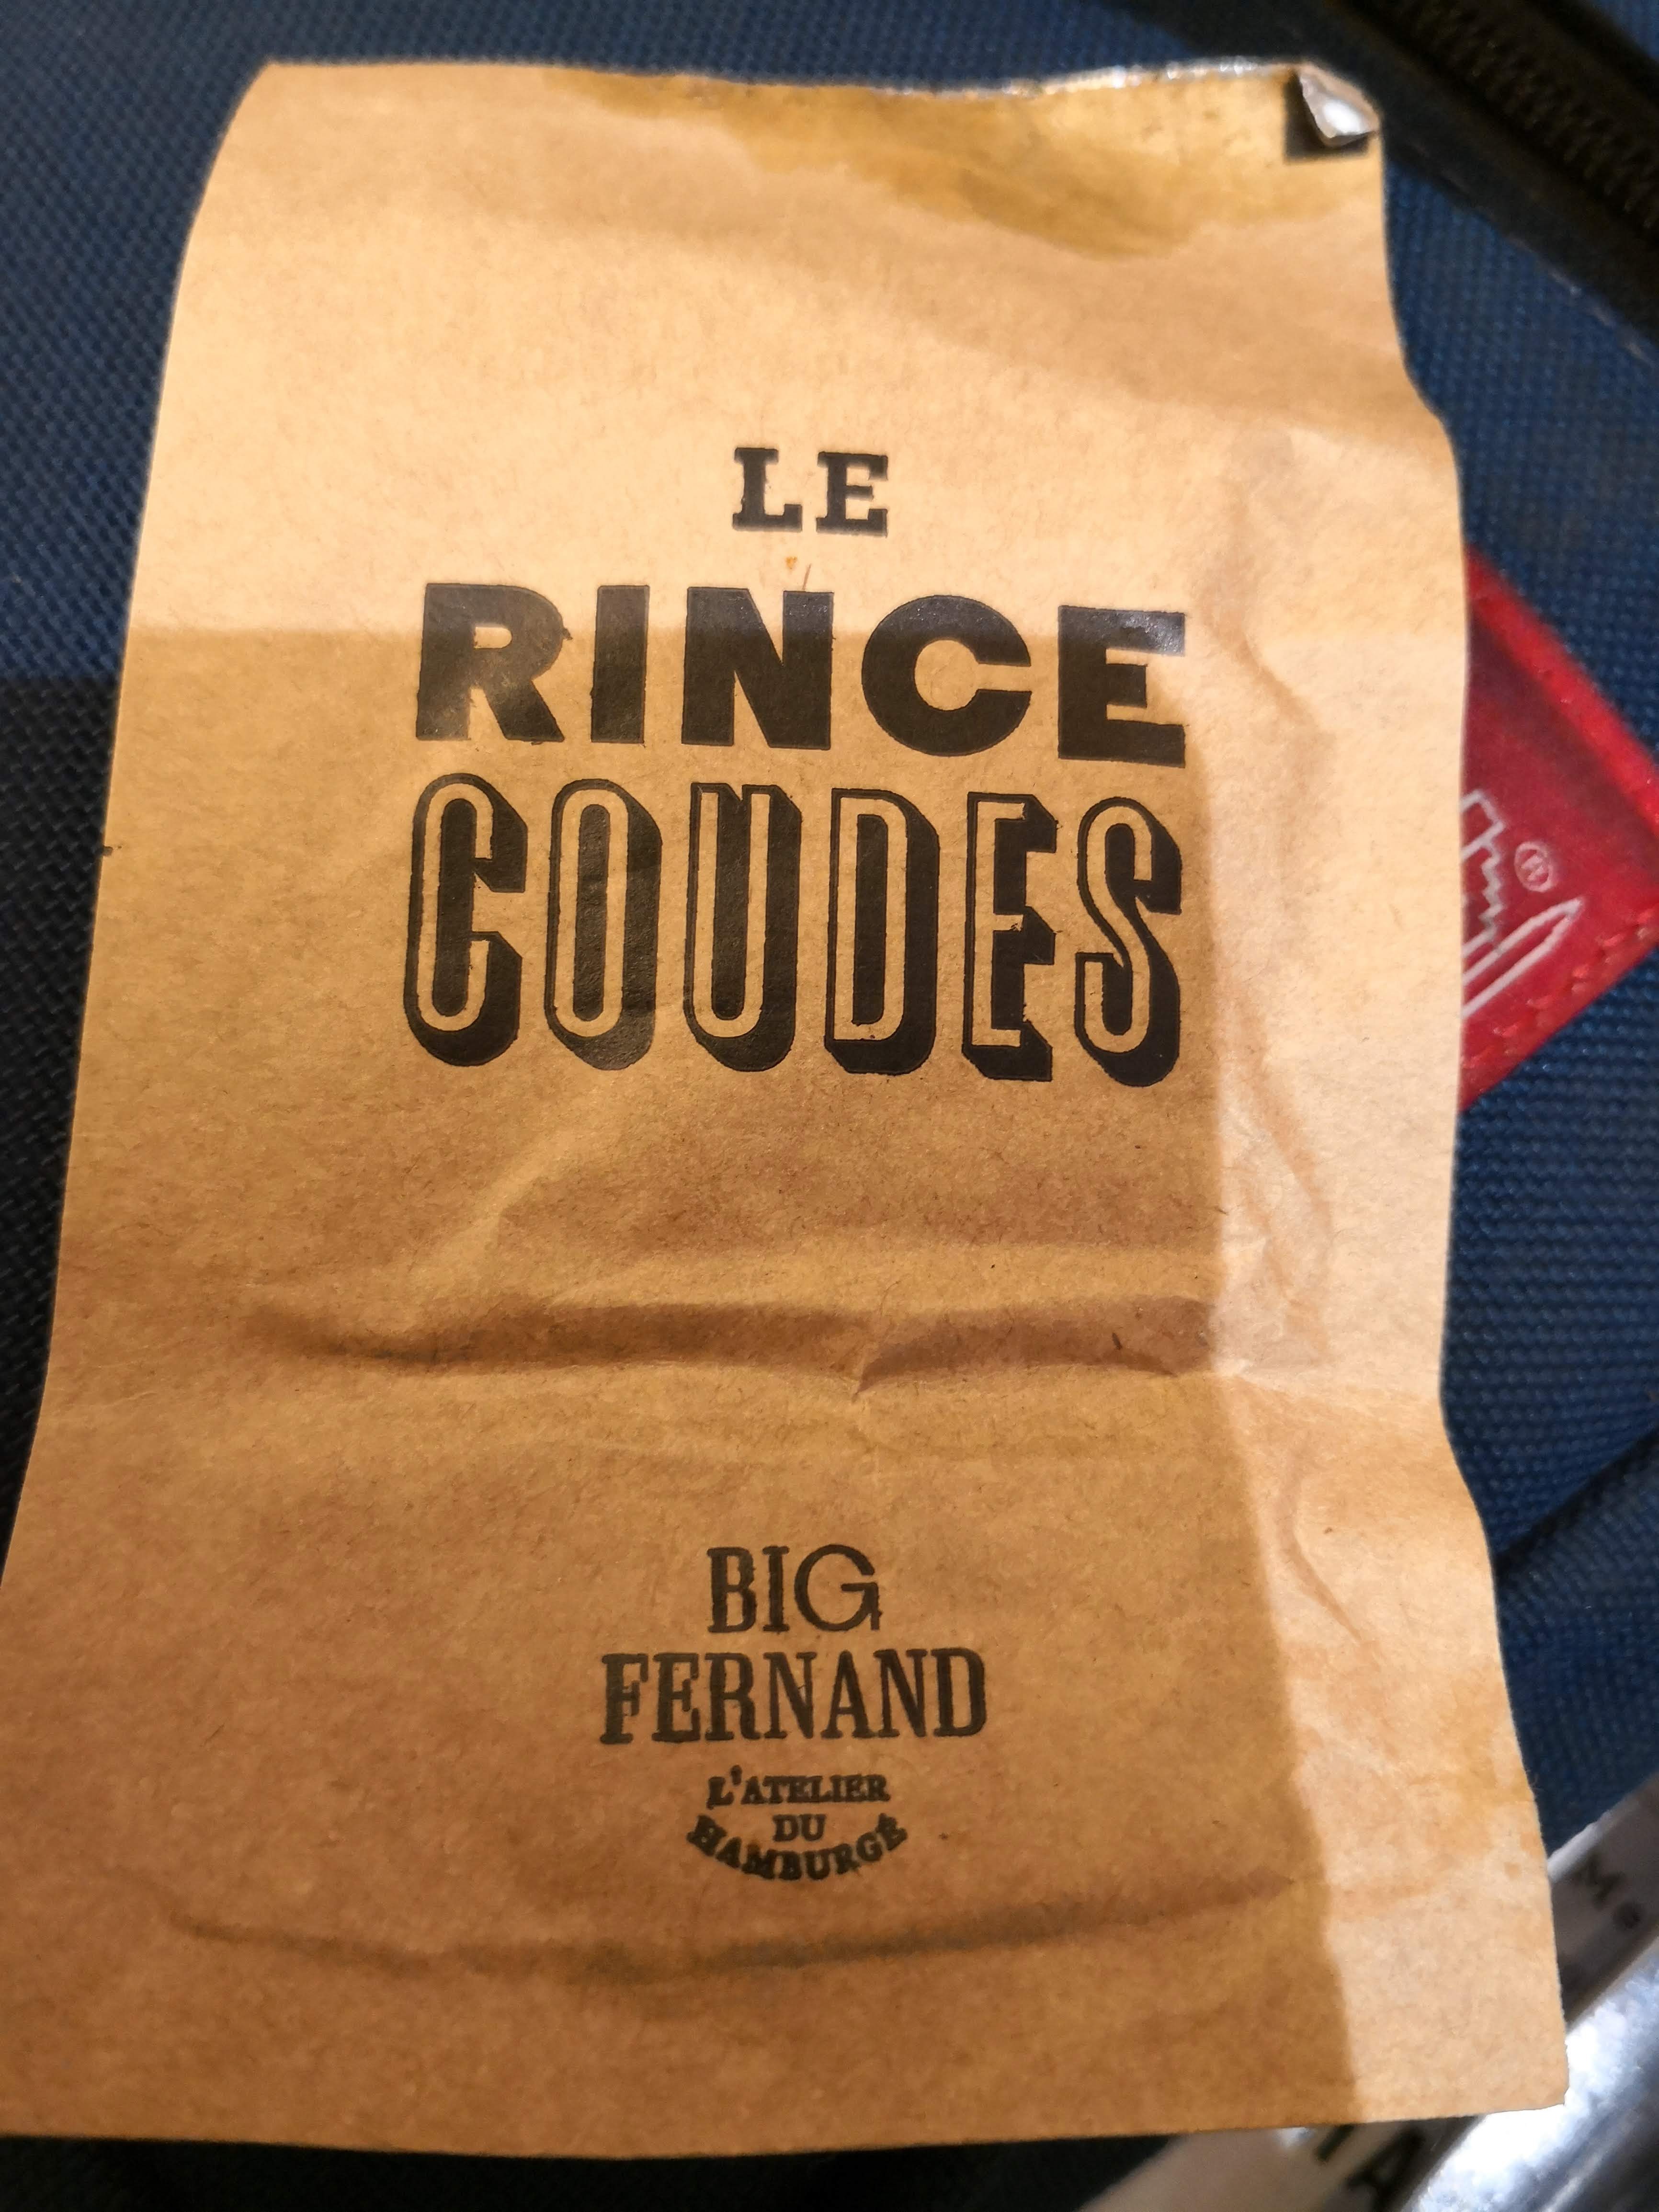 LE
RINCE
COUDES
BIG
FERNAND
L'ATELIER
DU
HAMBURGÉ
®